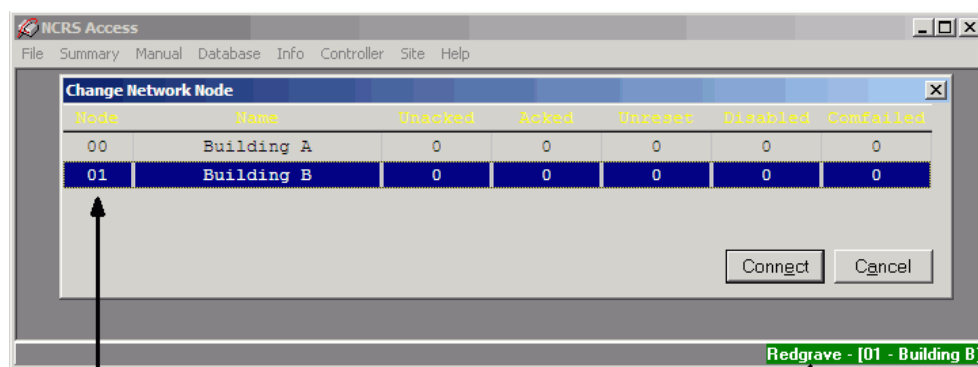 NCRS Access
File Summary Manual Database Info Controller Site Help
Change Network Node
Node Name Unacked Acked Unreset Disabled Comfailed
00 Building A 0 0 0 0 0
01 Building B 0 0 0 0 0
Connect Cancel
Redgrave - [01 - Building B]